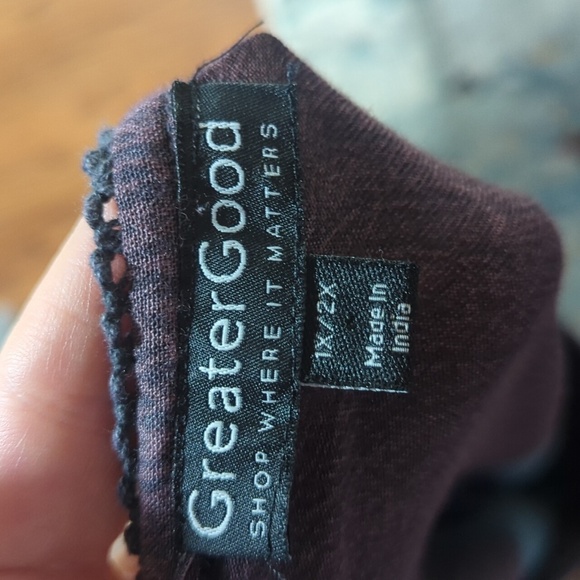 GreaterGood
SHOP WHERE IT MATTERS
1X/2X
Made In
India